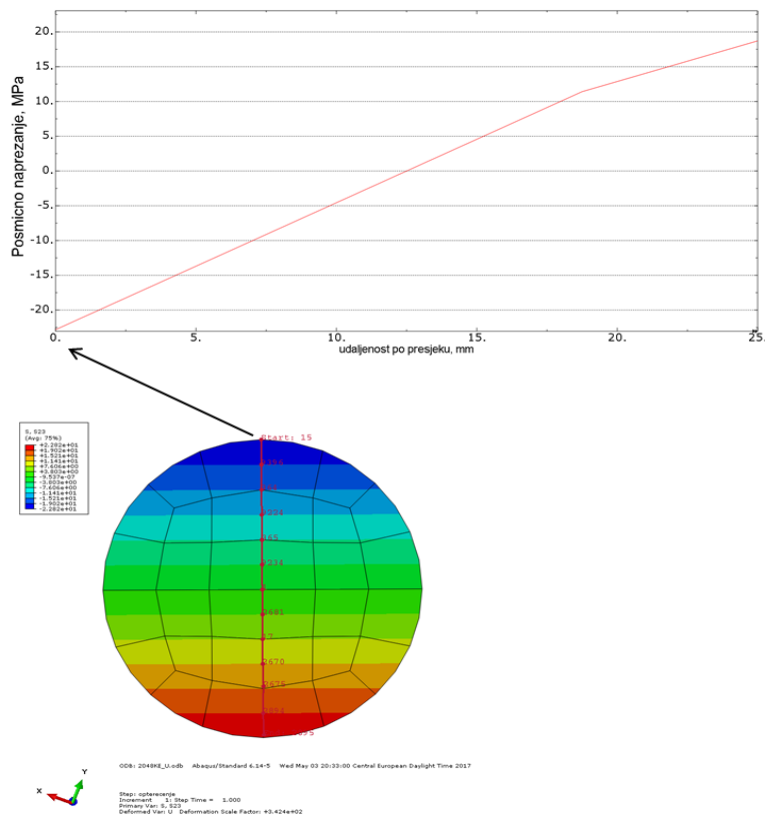 20.
15.
10.
5.
0.
-5.
-10.
-15.
-20.
Posmicno naprezanje, MPa
0. 5. 10. 15. 20. 25.
udaljenost po presjeku, mm
S, S23
(Avg: 75%)
+2.282e+01
+1.902e+01
+1.521e+01
+1.141e+01
+7.606e+00
+3.803e+00
-9.537e-07
-3.803e+00
-7.606e+00
-1.141e+01
-1.521e+01
-1.902e+01
-2.282e+01
Start: 15
2681
2670
2675
ODB: 2048KE_U.odb Abaqus/Standard 6.14-5 Wed May 03 20:33:00 Central European Daylight Time 2017
Y
X
Step: opterecenje
Increment 1: Step Time = 1.000
Primary Var: S, S23
Deformed Var: U Deformation Scale Factor: +3.424e+02